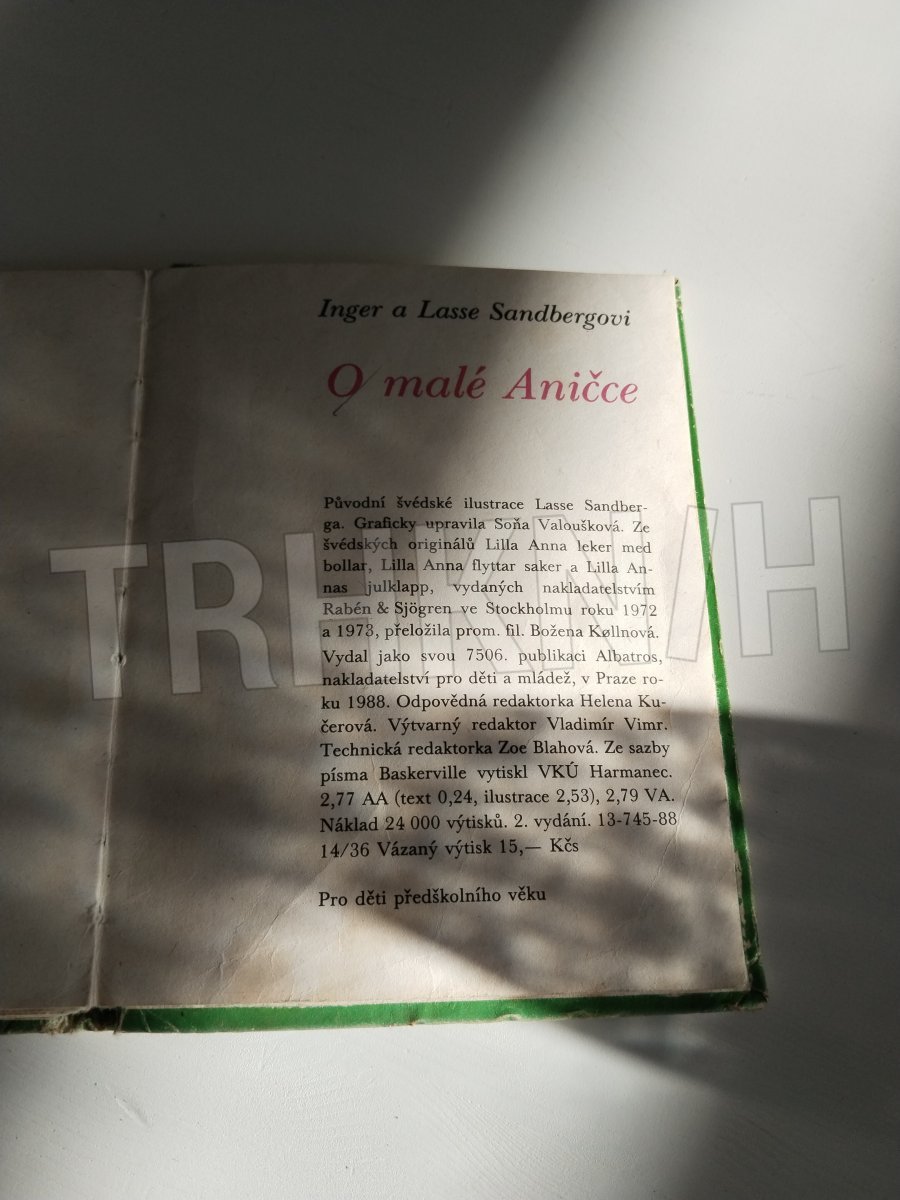 Inger a Lasse Sandbergovi
O malé Aničce
Původní švédské ilustrace Lasse Sandber-
ga. Graficky upravila Soňa Valoušková. Ze
švédských originálů Lilla Anna leker med
bollar, Lilla Anna flyttar saker a Lilla An-
nas julklapp, vydaných nakladatelstvím
Rabén & Sjögren ve Stockholmu roku 1972
a 1973, přeložila prom. fil. Božena Køllnová.
Vydal jako svou 7506. publikaci Albatros,
nakladatelství pro děti a mládež, v Praze ro-
ku 1988. Odpovědná redaktorka Helena Ku-
čerová. Výtvarný redaktor Vladimír Vimr.
Technická redaktorka Zoe Blahová. Ze sazby
písma Baskerville vytiskl VKÚ Harmanec.
2,77 AA (text 0,24, ilustrace 2,53), 2,79 VA.
Náklad 24 000 výtisků. 2. vydání. 13-745-88
14/36 Vázaný výtisk 15,— Kčs
Pro děti předškolního věku
TRHKNIH